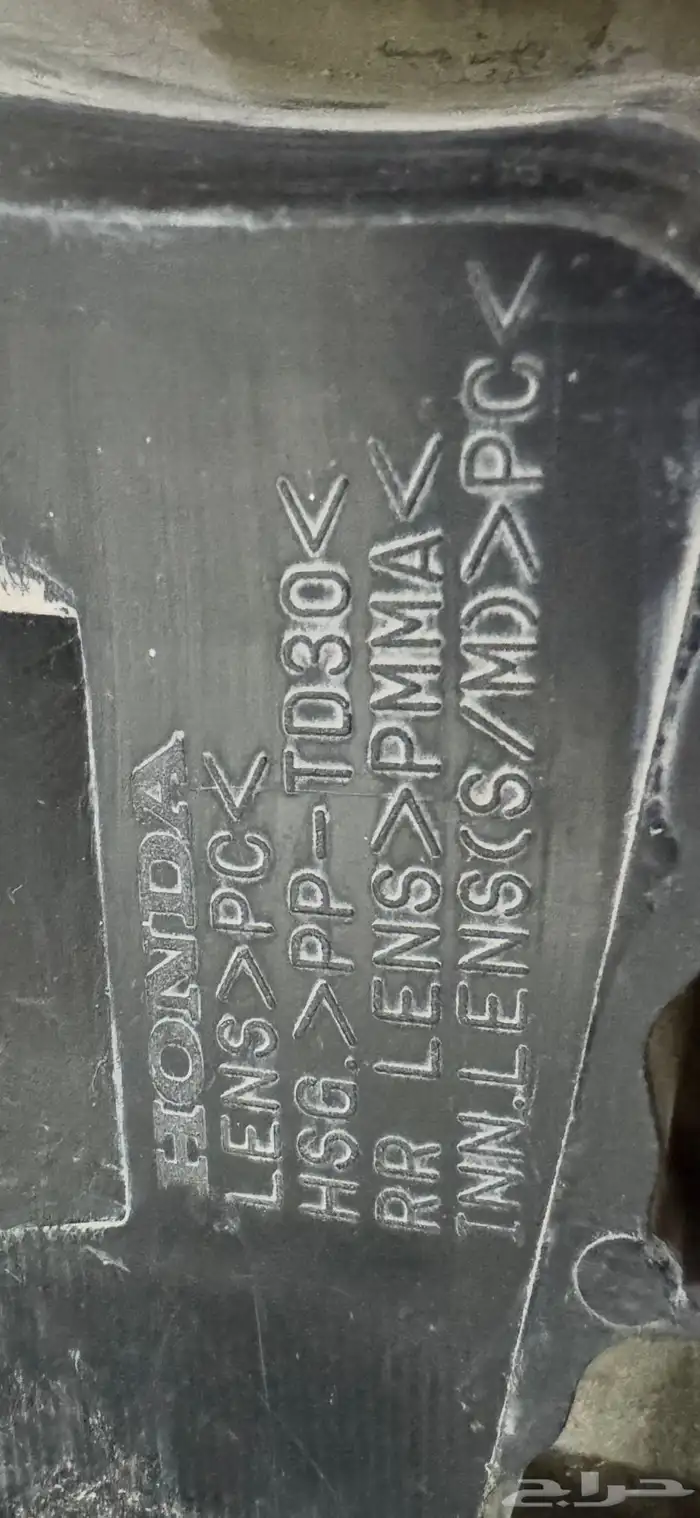 HONDA
LENS>PC<
HSG.>PP-TD30<
RR LENS>PMMA<
INN.LENS(S/MD)>PC<
حراج